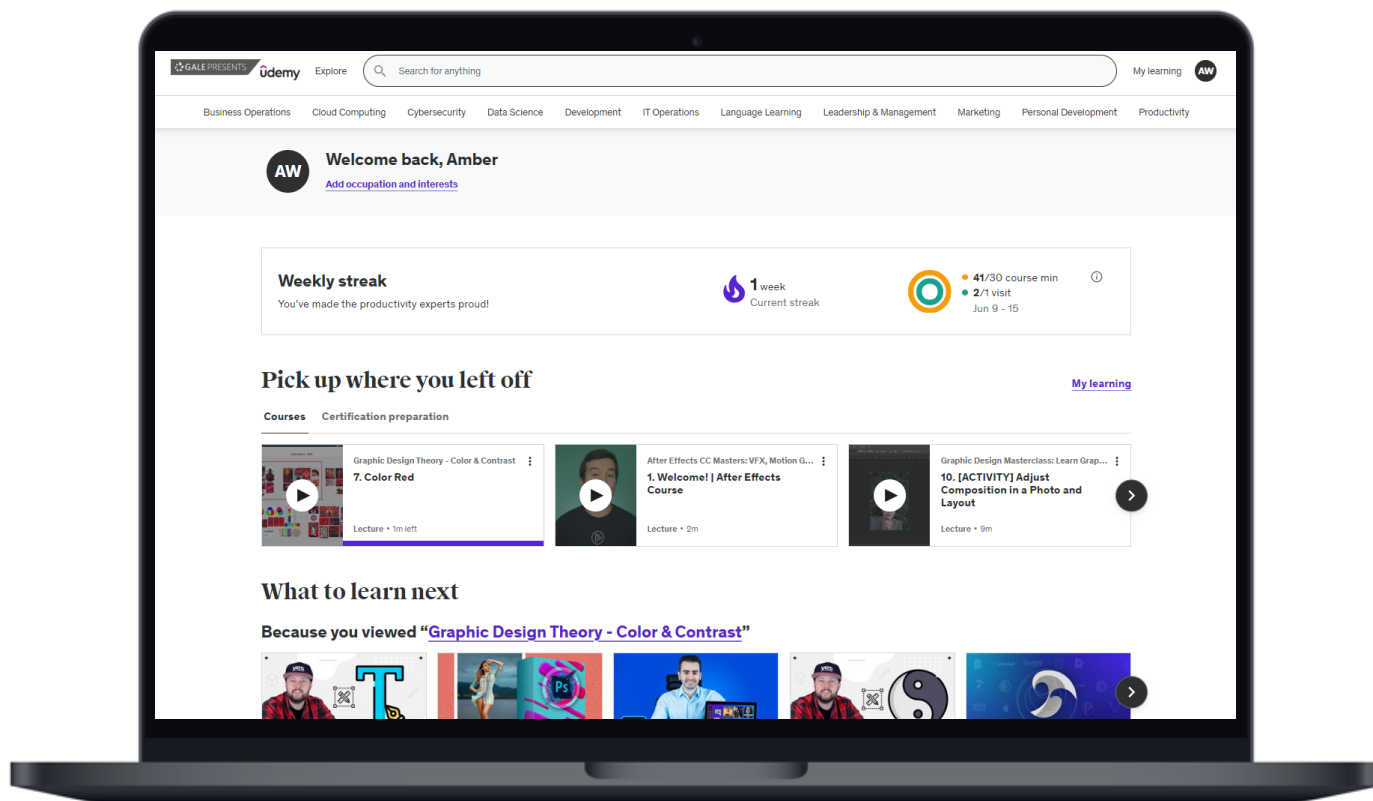 GALE PRESENTS
ûdemy
Explore
Search for anything
My learning
AW
Business Operations
Cloud Computing
Cybersecurity
Data Science
Development
IT Operations
Language Learning
Leadership & Management
Marketing
Personal Development
Productivity
AW
Welcome back, Amber
Add occupation and interests
Weekly streak
You've made the productivity experts proud!
1 week
Current streak
41/30 course min
2/1 visit
Jun 9 - 15
Pick up where you left off
My learning
Courses
Certification preparation
Graphic Design Theory - Color & Contrast
7. Color Red
Lecture • 1m left
After Effects CC Masters: VFX, Motion G...
1. Welcome! | After Effects
Course
Lecture • 2m
Graphic Design Masterclass: Learn Grap...
10. [ACTIVITY] Adjust
Composition in a Photo and
Layout
Lecture • 9m
What to learn next
Because you viewed “Graphic Design Theory - Color & Contrast”
yes
T
Ps
yes